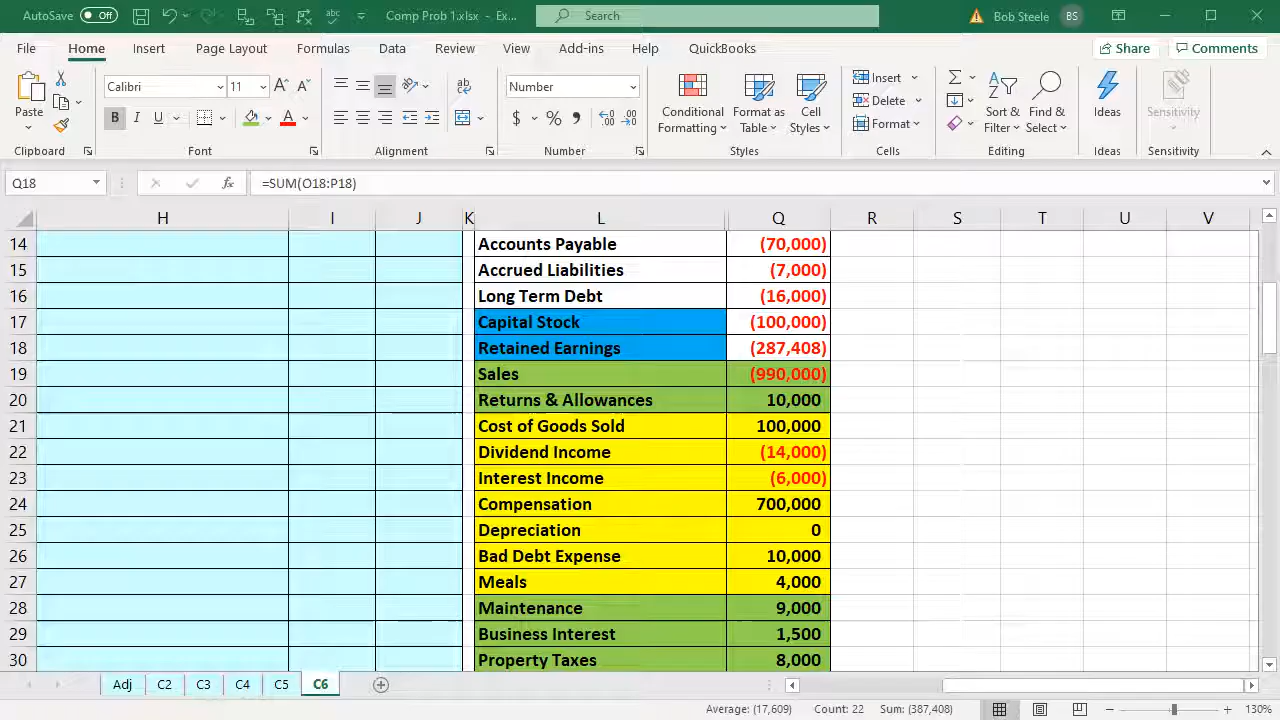 AutoSave Off Comp Prob 1.xlsx - Ex... Search Bob Steele BS
File Home Insert Page Layout Formulas Data Review View Add-ins Help QuickBooks Share Comments
Paste
Calibri 11
B I U
Number
$ % ,
Conditional Formatting
Format as Table
Cell Styles
Insert
Delete
Format
Sort & Filter
Find & Select
Ideas
Sensitivity
Clipboard Font Alignment Number Styles Cells Editing Ideas Sensitivity
Q18 fx =SUM(O18:P18)
H I J K L Q R S T U V
14 Accounts Payable (70,000)
15 Accrued Liabilities (7,000)
16 Long Term Debt (16,000)
17 Capital Stock (100,000)
18 Retained Earnings (287,408)
19 Sales (990,000)
20 Returns & Allowances 10,000
21 Cost of Goods Sold 100,000
22 Dividend Income (14,000)
23 Interest Income (6,000)
24 Compensation 700,000
25 Depreciation 0
26 Bad Debt Expense 10,000
27 Meals 4,000
28 Maintenance 9,000
29 Business Interest 1,500
30 Property Taxes 8,000
Adj C2 C3 C4 C5 C6
Average: (17,609) Count: 22 Sum: (387,408) 130%